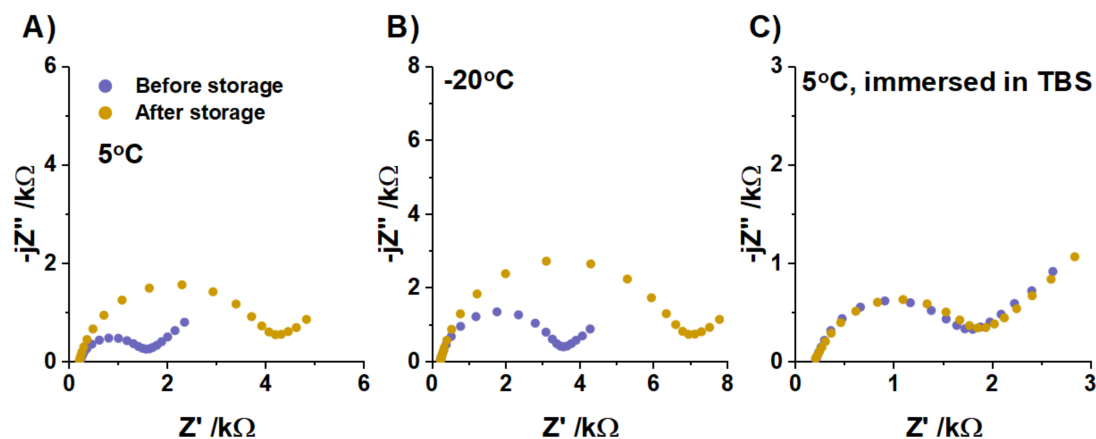 A)
B)
C)
6
4
2
0
-jZ" /kΩ
Before storage
After storage
5°C
0
2
4
6
Z' /kΩ
8
6
4
2
0
-jZ" /kΩ
-20°C
0
2
4
6
8
Z' /kΩ
3
2
1
0
-jZ" /kΩ
5°C, immersed in TBS
0
1
2
3
Z' /kΩ